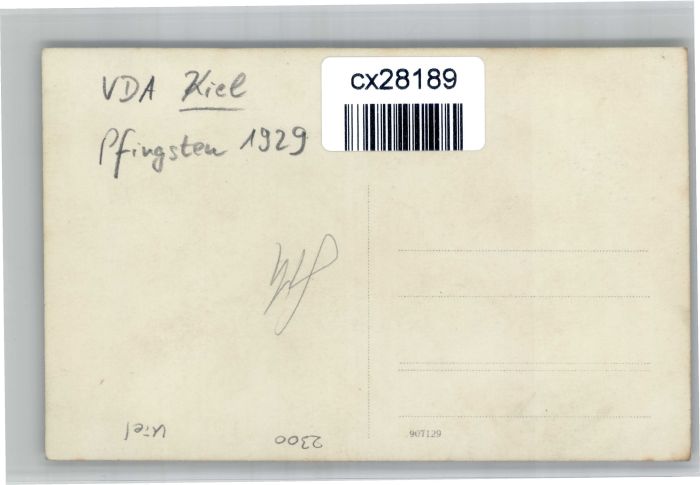 VDA Kiel
Pfingsten 1929
cx28189
Kiel
2300
907129